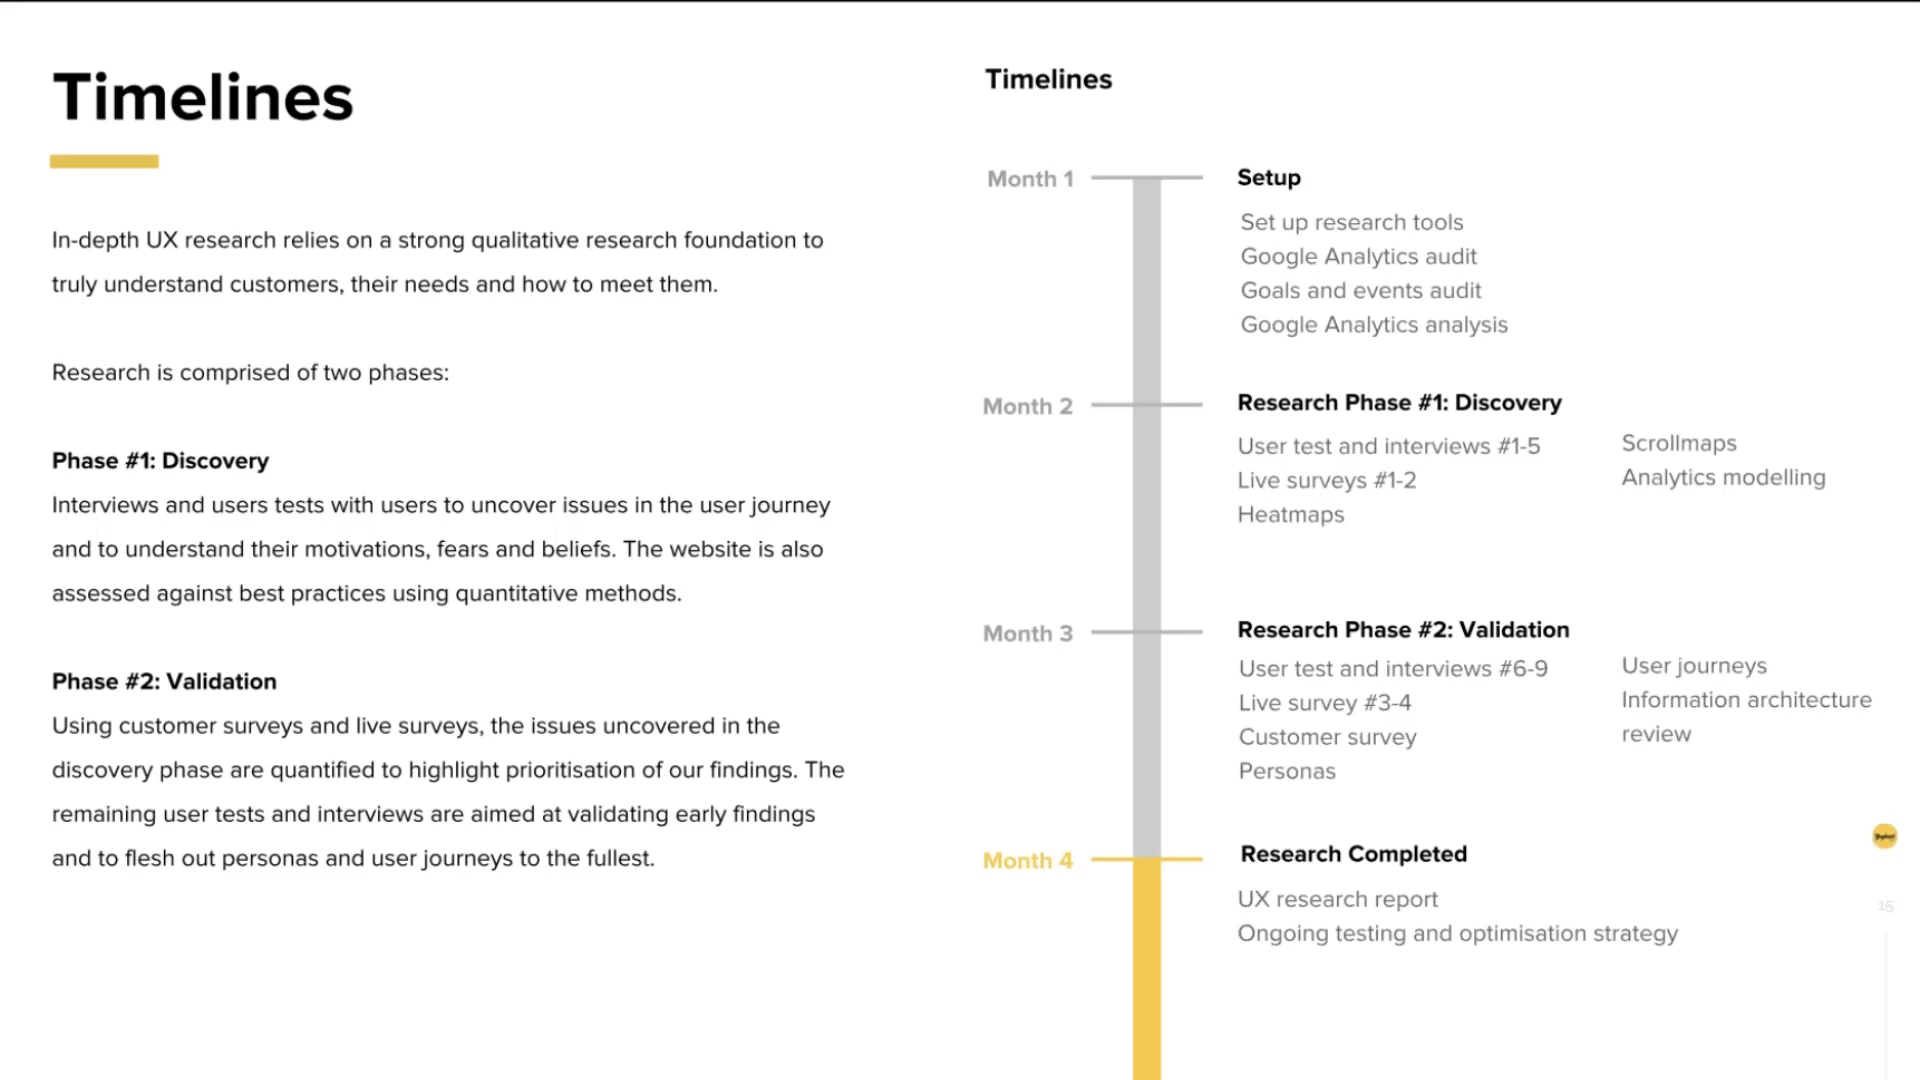 Timelines
In-depth UX research relies on a strong qualitative research foundation to
truly understand customers, their needs and how to meet them.
Research is comprised of two phases:
Phase #1: Discovery
Interviews and users tests with users to uncover issues in the user journey
and to understand their motivations, fears and beliefs. The website is also
assessed against best practices using quantitative methods.
Phase #2: Validation
Using customer surveys and live surveys, the issues uncovered in the
discovery phase are quantified to highlight prioritisation of our findings. The
remaining user tests and interviews are aimed at validating early findings
and to flesh out personas and user journeys to the fullest.
Timelines
Month 1
Setup
Set up research tools
Google Analytics audit
Goals and events audit
Google Analytics analysis
Month 2
Research Phase #1: Discovery
User test and interviews #1-5
Live surveys #1-2
Heatmaps
Scrollmaps
Analytics modelling
Month 3
Research Phase #2: Validation
User test and interviews #6-9
Live survey #3-4
Customer survey
Personas
User journeys
Information architecture
review
Month 4
Research Completed
UX research report
Ongoing testing and optimisation strategy
15